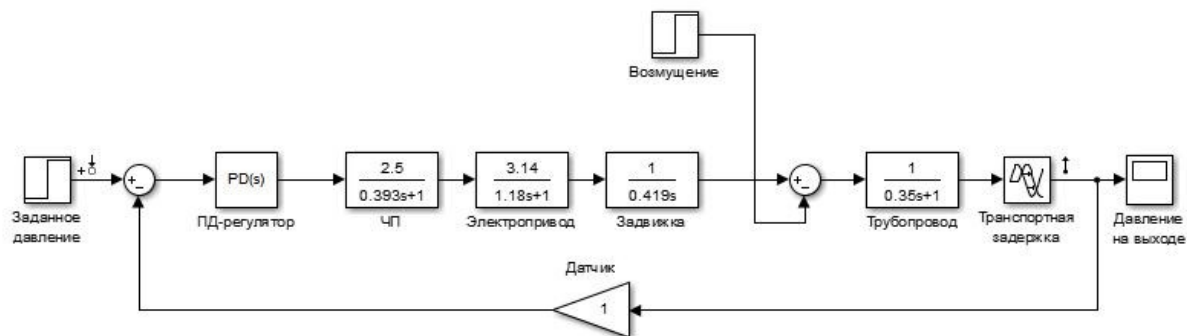 Возмущение
+
+
−
PD(s)
2.5
0.393s+1
3.14
1.18s+1
1
0.419s
+
−
1
0.35s+1
Заданное
давление
ПД-регулятор
ЧП
Электропривод
Задвижка
Трубопровод
Транспортная
задержка
Давление
на выходе
Датчик
1